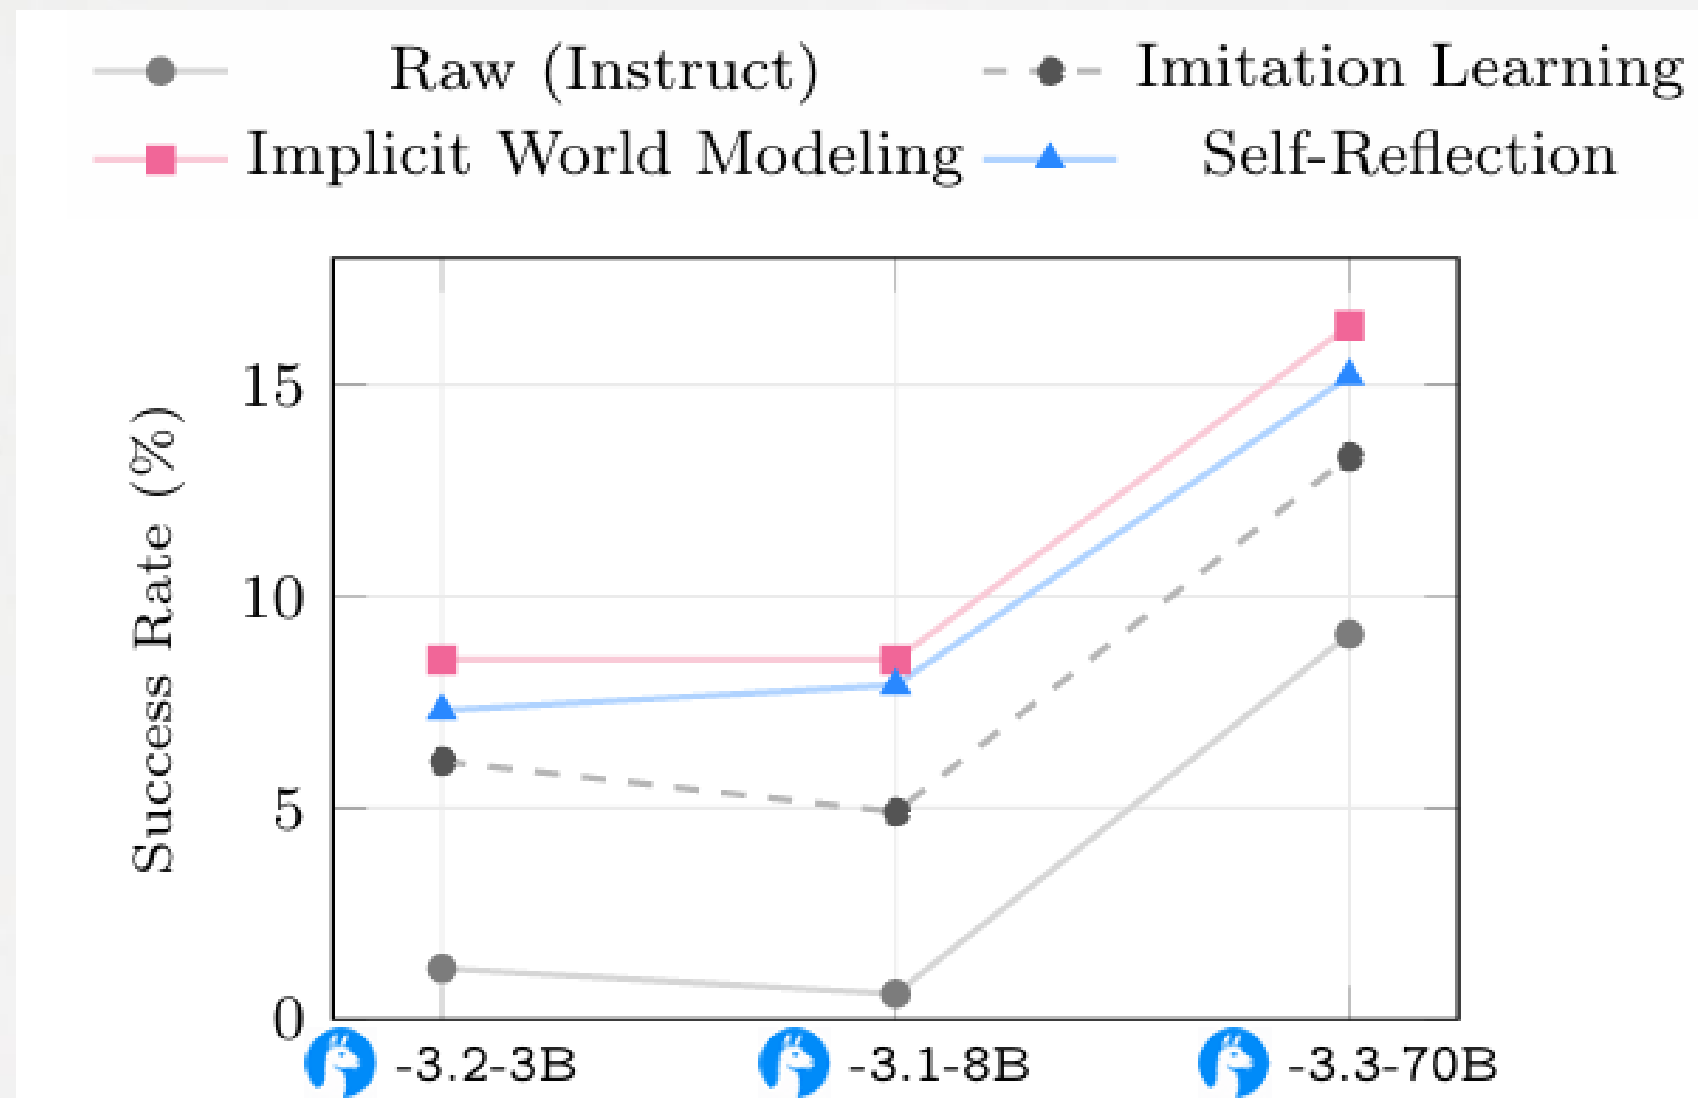 Raw (Instruct)
Imitation Learning
Implicit World Modeling
Self-Reflection
Success Rate (%)
15
10
5
0
-3.2-3B
-3.1-8B
-3.3-70B